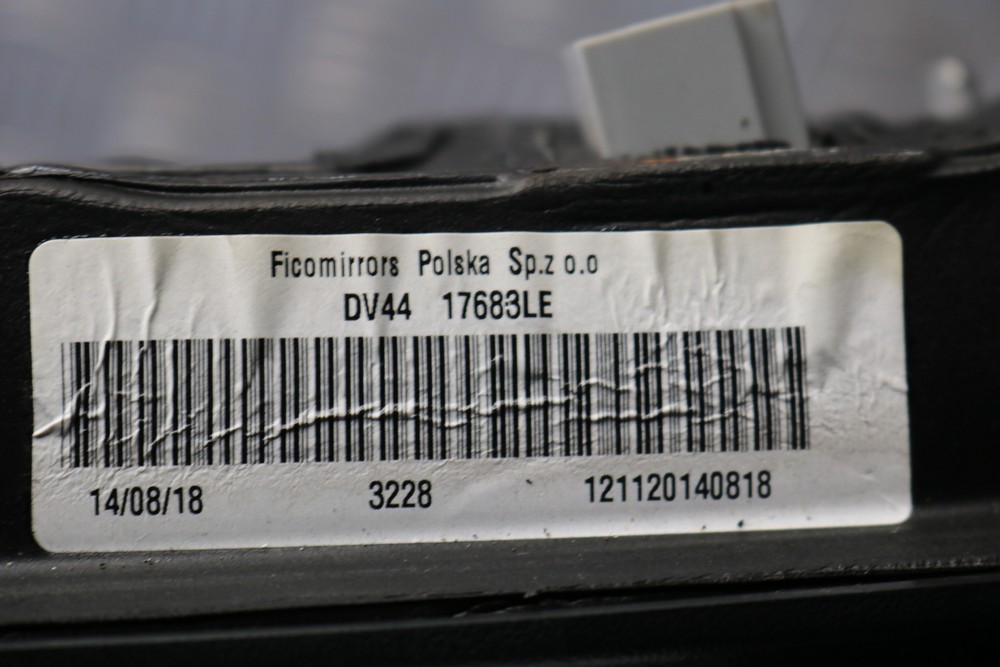 Ficomirrors Polska Sp.z o.o
DV44 17683LE
14/08/18 3228 121120140818